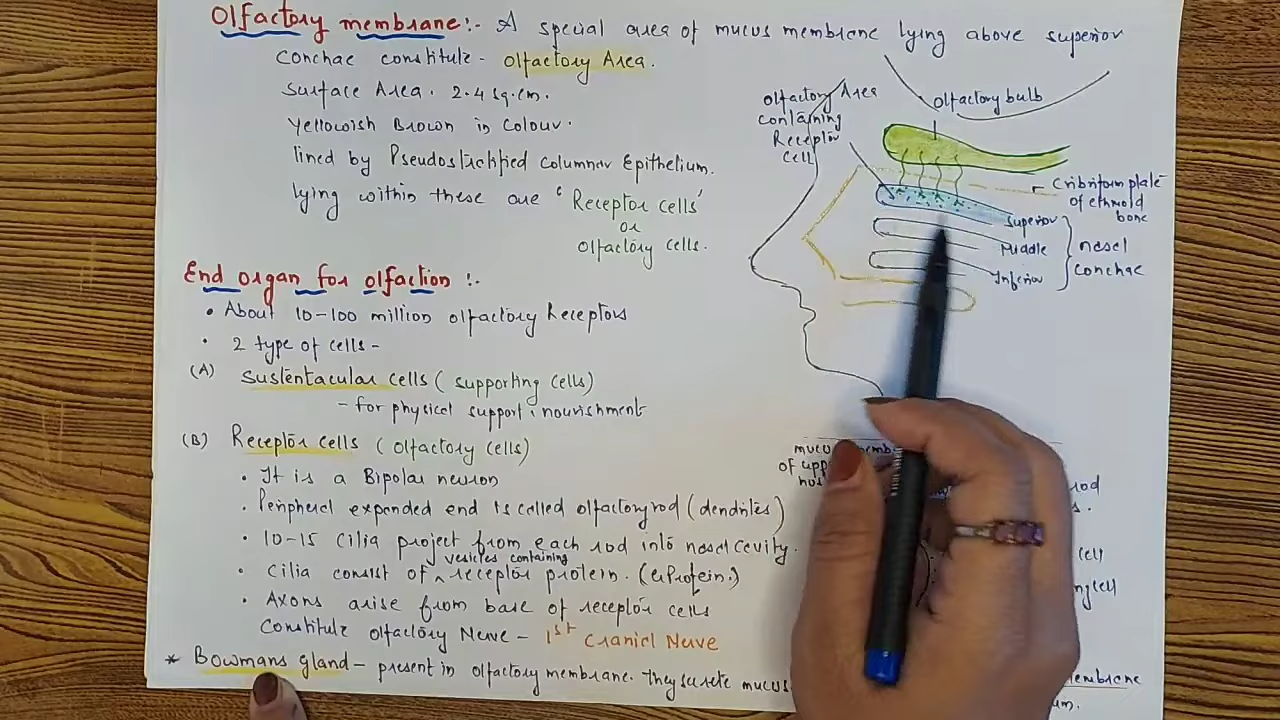 Olfactory membrane:- A special area of mucus membrane lying above superior
Conchae constitute - Olfactory Area.
Surface Area. 2.4 sq.cm.
Yellowish Brown in Colour.
lined by Pseudostratified columnar Epithelium.
lying within these are 'Receptor cells'
or
Olfactory cells.
End organ for olfaction :-
• About 10-100 million olfactory Receptors
• 2 type of cells -
(A) Sustentacular cells (supporting cells)
- for physical support & nourishment
(B) Receptor cells (olfactory cells)
• It is a Bipolar neuron
• Peripheral expended end is called olfactory rod (dendrites)
• 10-15 cilia project from each rod into nasal cavity.
vesicles containing
• Cilia consist of ^ receptor protein. (G Protein.)
• Axons arise from base of receptor cells
Constitute olfactory Nerve - 1st Cranial Nerve
* Bowmans gland - present in olfactory membrane. they secrete mucus
Olfactory Area
containing
Receptor
Cell
olfactory bulb
Cribriform plate
of ethmoid
bone
Superior
Middle
Inferior
nasal
conchae
of
rod
cell